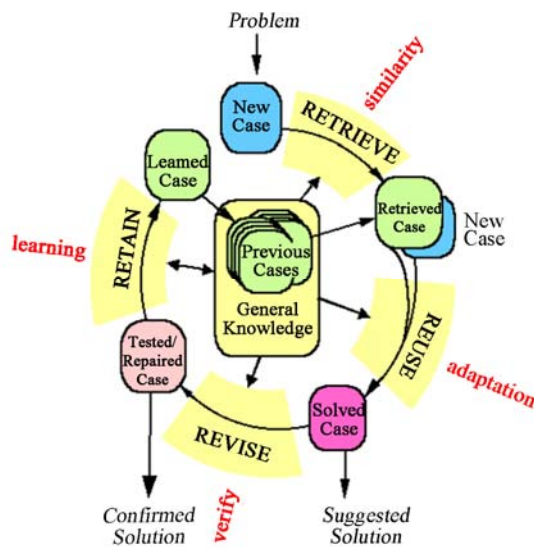 Problem
New
Case
RETRIEVE
similarity
Learned
Case
Retrieved
Case
New
Case
Previous
Cases
General
Knowledge
learning
RETAIN
REUSE
adaptation
Tested/
Repaired
Case
Solved
Case
REVISE
verify
Confirmed
Solution
Suggested
Solution